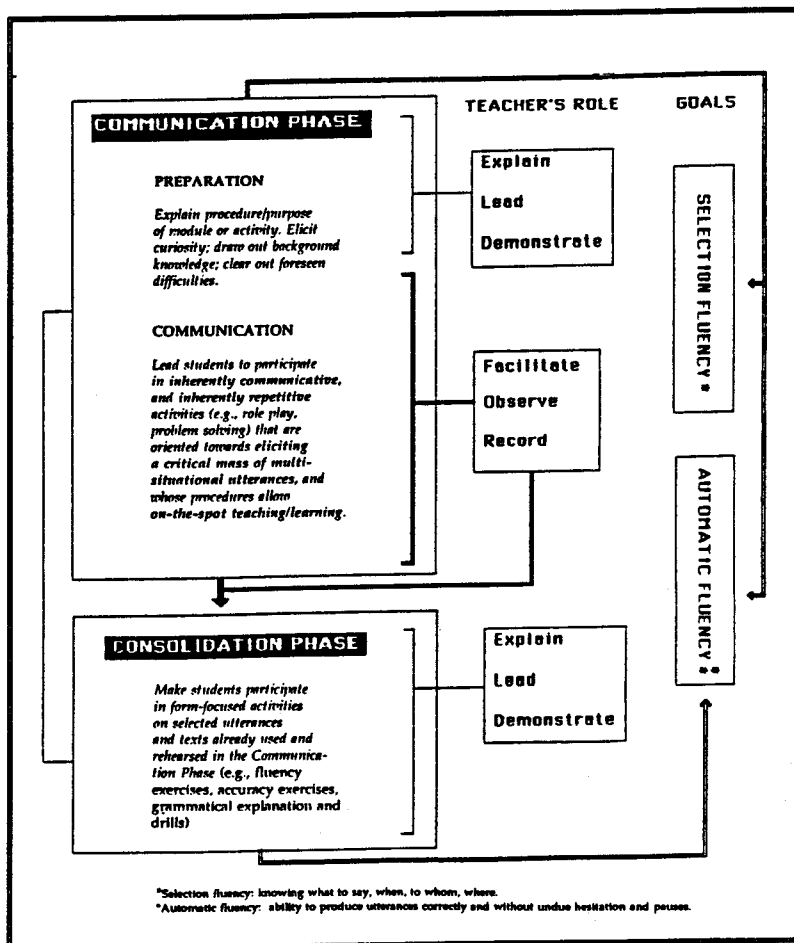 TEACHER'S ROLE
GOALS
COMMUNICATION PHASE
PREPARATION
Explain procedure/purpose
of module or activity. Elicit
curiosity; draw out background
knowledge; clear out foreseen
difficulties.
Explain
Lead
Demonstrate
COMMUNICATION
Lead students to participate
in inherently communicative,
and inherently repetitive
activities (e.g., role play,
problem solving) that are
oriented towards eliciting
a critical mass of multi-
situational utterances, and
whose procedures allow
on-the-spot teaching/learning.
Facilitate
Observe
Record
SELECTION FLUENCY*
AUTOMATIC FLUENCY**
CONSOLIDATION PHASE
Make students participate
in form-focused activities
on selected utterances
and texts already used and
rehearsed in the Communica-
tion Phase (e.g., fluency
exercises, accuracy exercises,
grammatical explanation and
drills)
Explain
Lead
Demonstrate
*Selection fluency: knowing what to say, when, to whom, where.
*Automatic fluency: ability to produce utterances correctly and without undue hesitation and pauses.